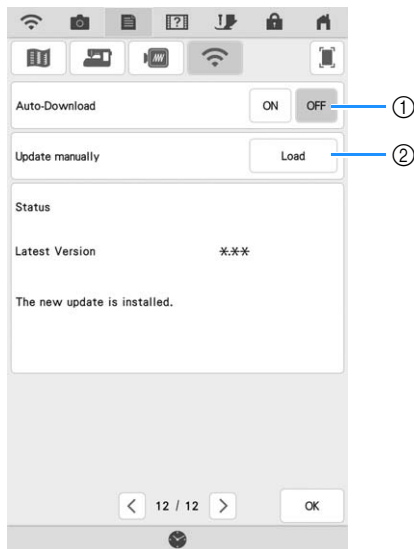 Auto-Download ON OFF ①
Update manually Load ②
Status
Latest Version *.**
The new update is installed.
12 / 12 OK